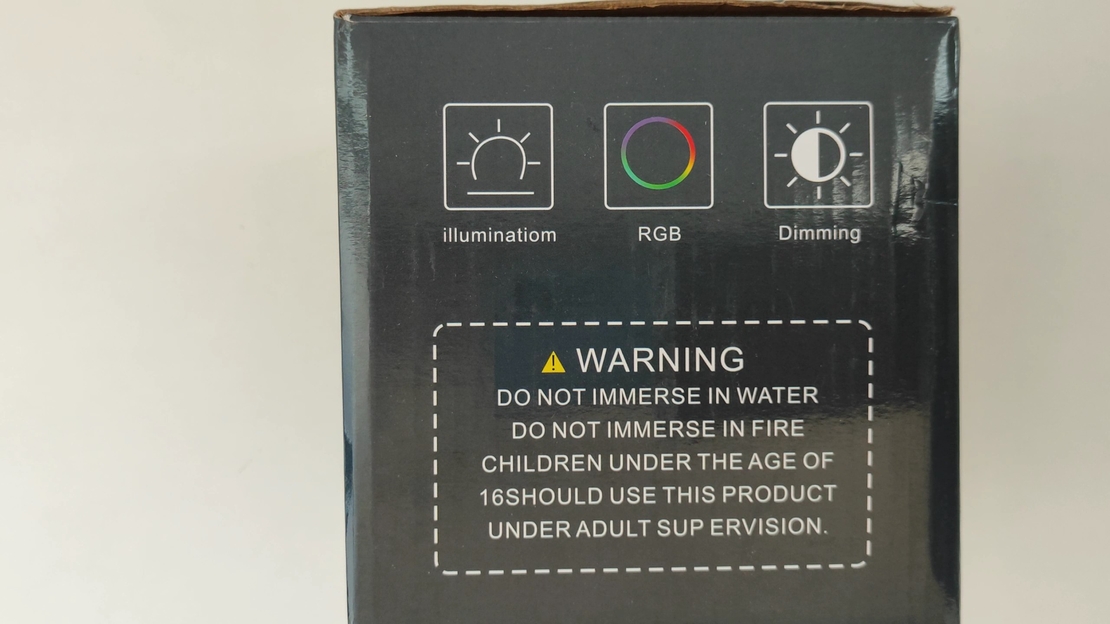 illuminatiom RGB Dimming
WARNING
DO NOT IMMERSE IN WATER
DO NOT IMMERSE IN FIRE
CHILDREN UNDER THE AGE OF
16SHOULD USE THIS PRODUCT
UNDER ADULT SUP ERVISION.